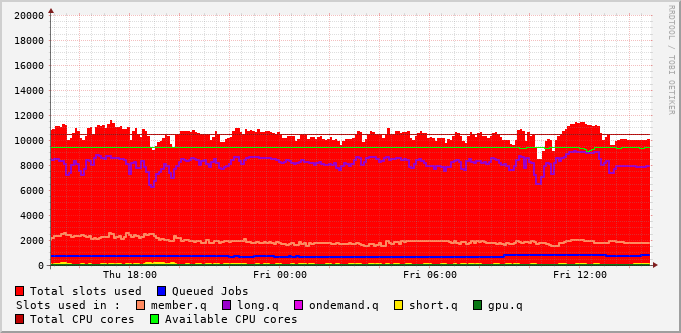 RRDTOOL / TOBI OETIKER
20000
18000
16000
14000
12000
10000
8000
6000
4000
2000
0
Thu 18:00 Fri 00:00 Fri 06:00 Fri 12:00
Total slots used Queued Jobs
Slots used in : member.q long.q ondemand.q short.q gpu.q
Total CPU cores Available CPU cores